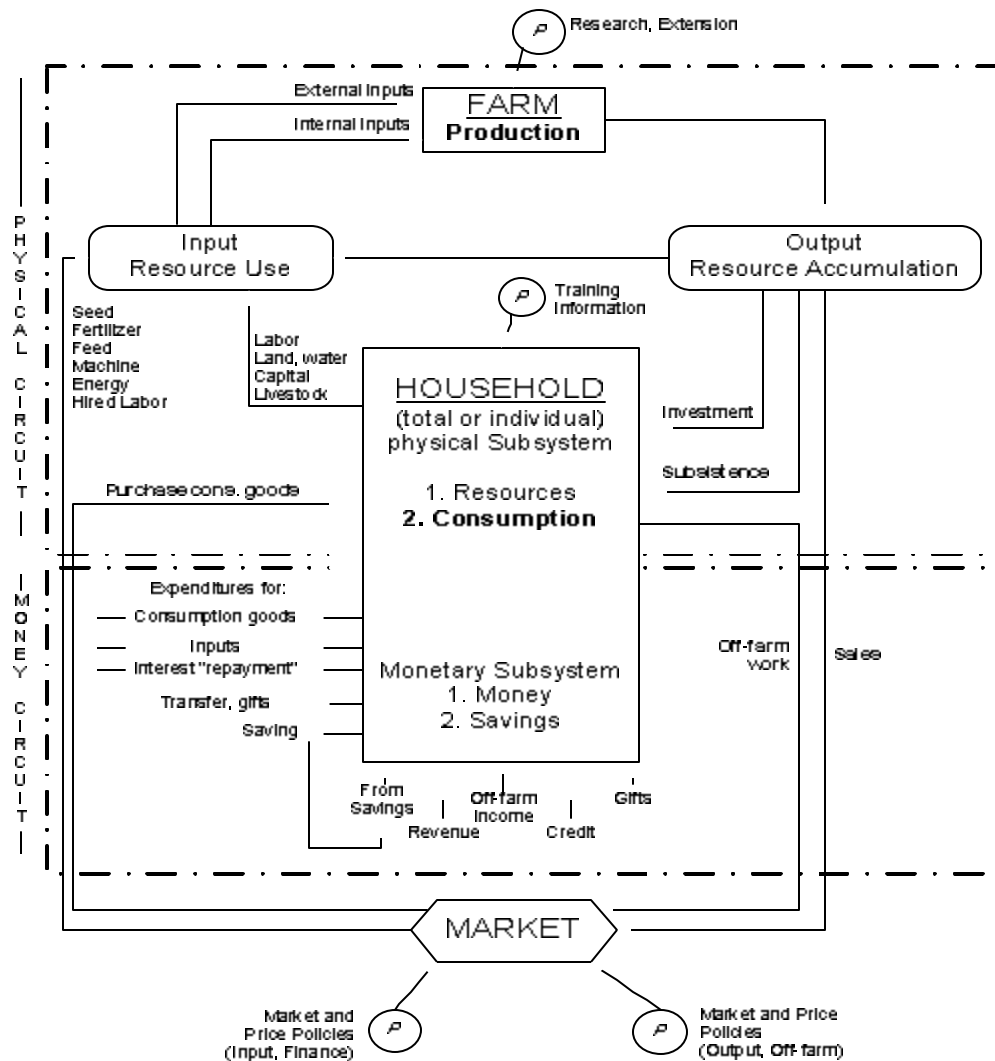 P
Research, Extension
External Inputs
FARM
Internal Inputs
Production
Input
Resource Use
Output
Resource Accumulation
P
Training
Information
Seed
Fertilizer
Feed
Machine
Energy
Hired Labor
Labor
Land, water
Capital
Livestock
HOUSEHOLD
(total or individual)
physical Subsystem
Investment
Subsistence
1. Resources
2. Consumption
Purchase cons. goods
PHYSICAL CIRCUIT
MONEY CIRCUIT
Expenditures for:
Consumption goods
Inputs
Interest "repayment"
Transfer, gifts
Saving
Monetary Subsystem
1. Money
2. Savings
Off-farm
work
Sales
From
Savings
Revenue
Off-farm
Income
Credit
Gifts
MARKET
Market and
Price Policies
(Input, Finance)
P
P
Market and Price
Policies
(Output, Off-farm)